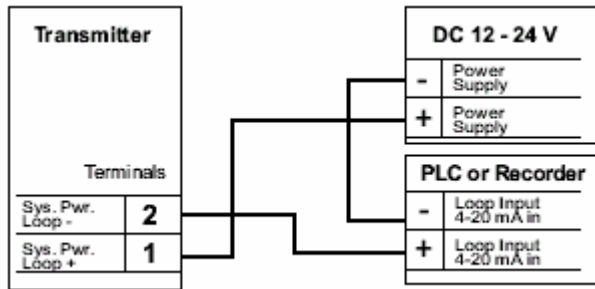 Transmitter
Terminals
Sys. Pwr.
Loop -
2
Sys. Pwr.
Loop +
1
DC 12 - 24 V
-
Power
Supply
+
Power
Supply
PLC or Recorder
-
Loop Input
4-20 mA in
+
Loop Input
4-20 mA in